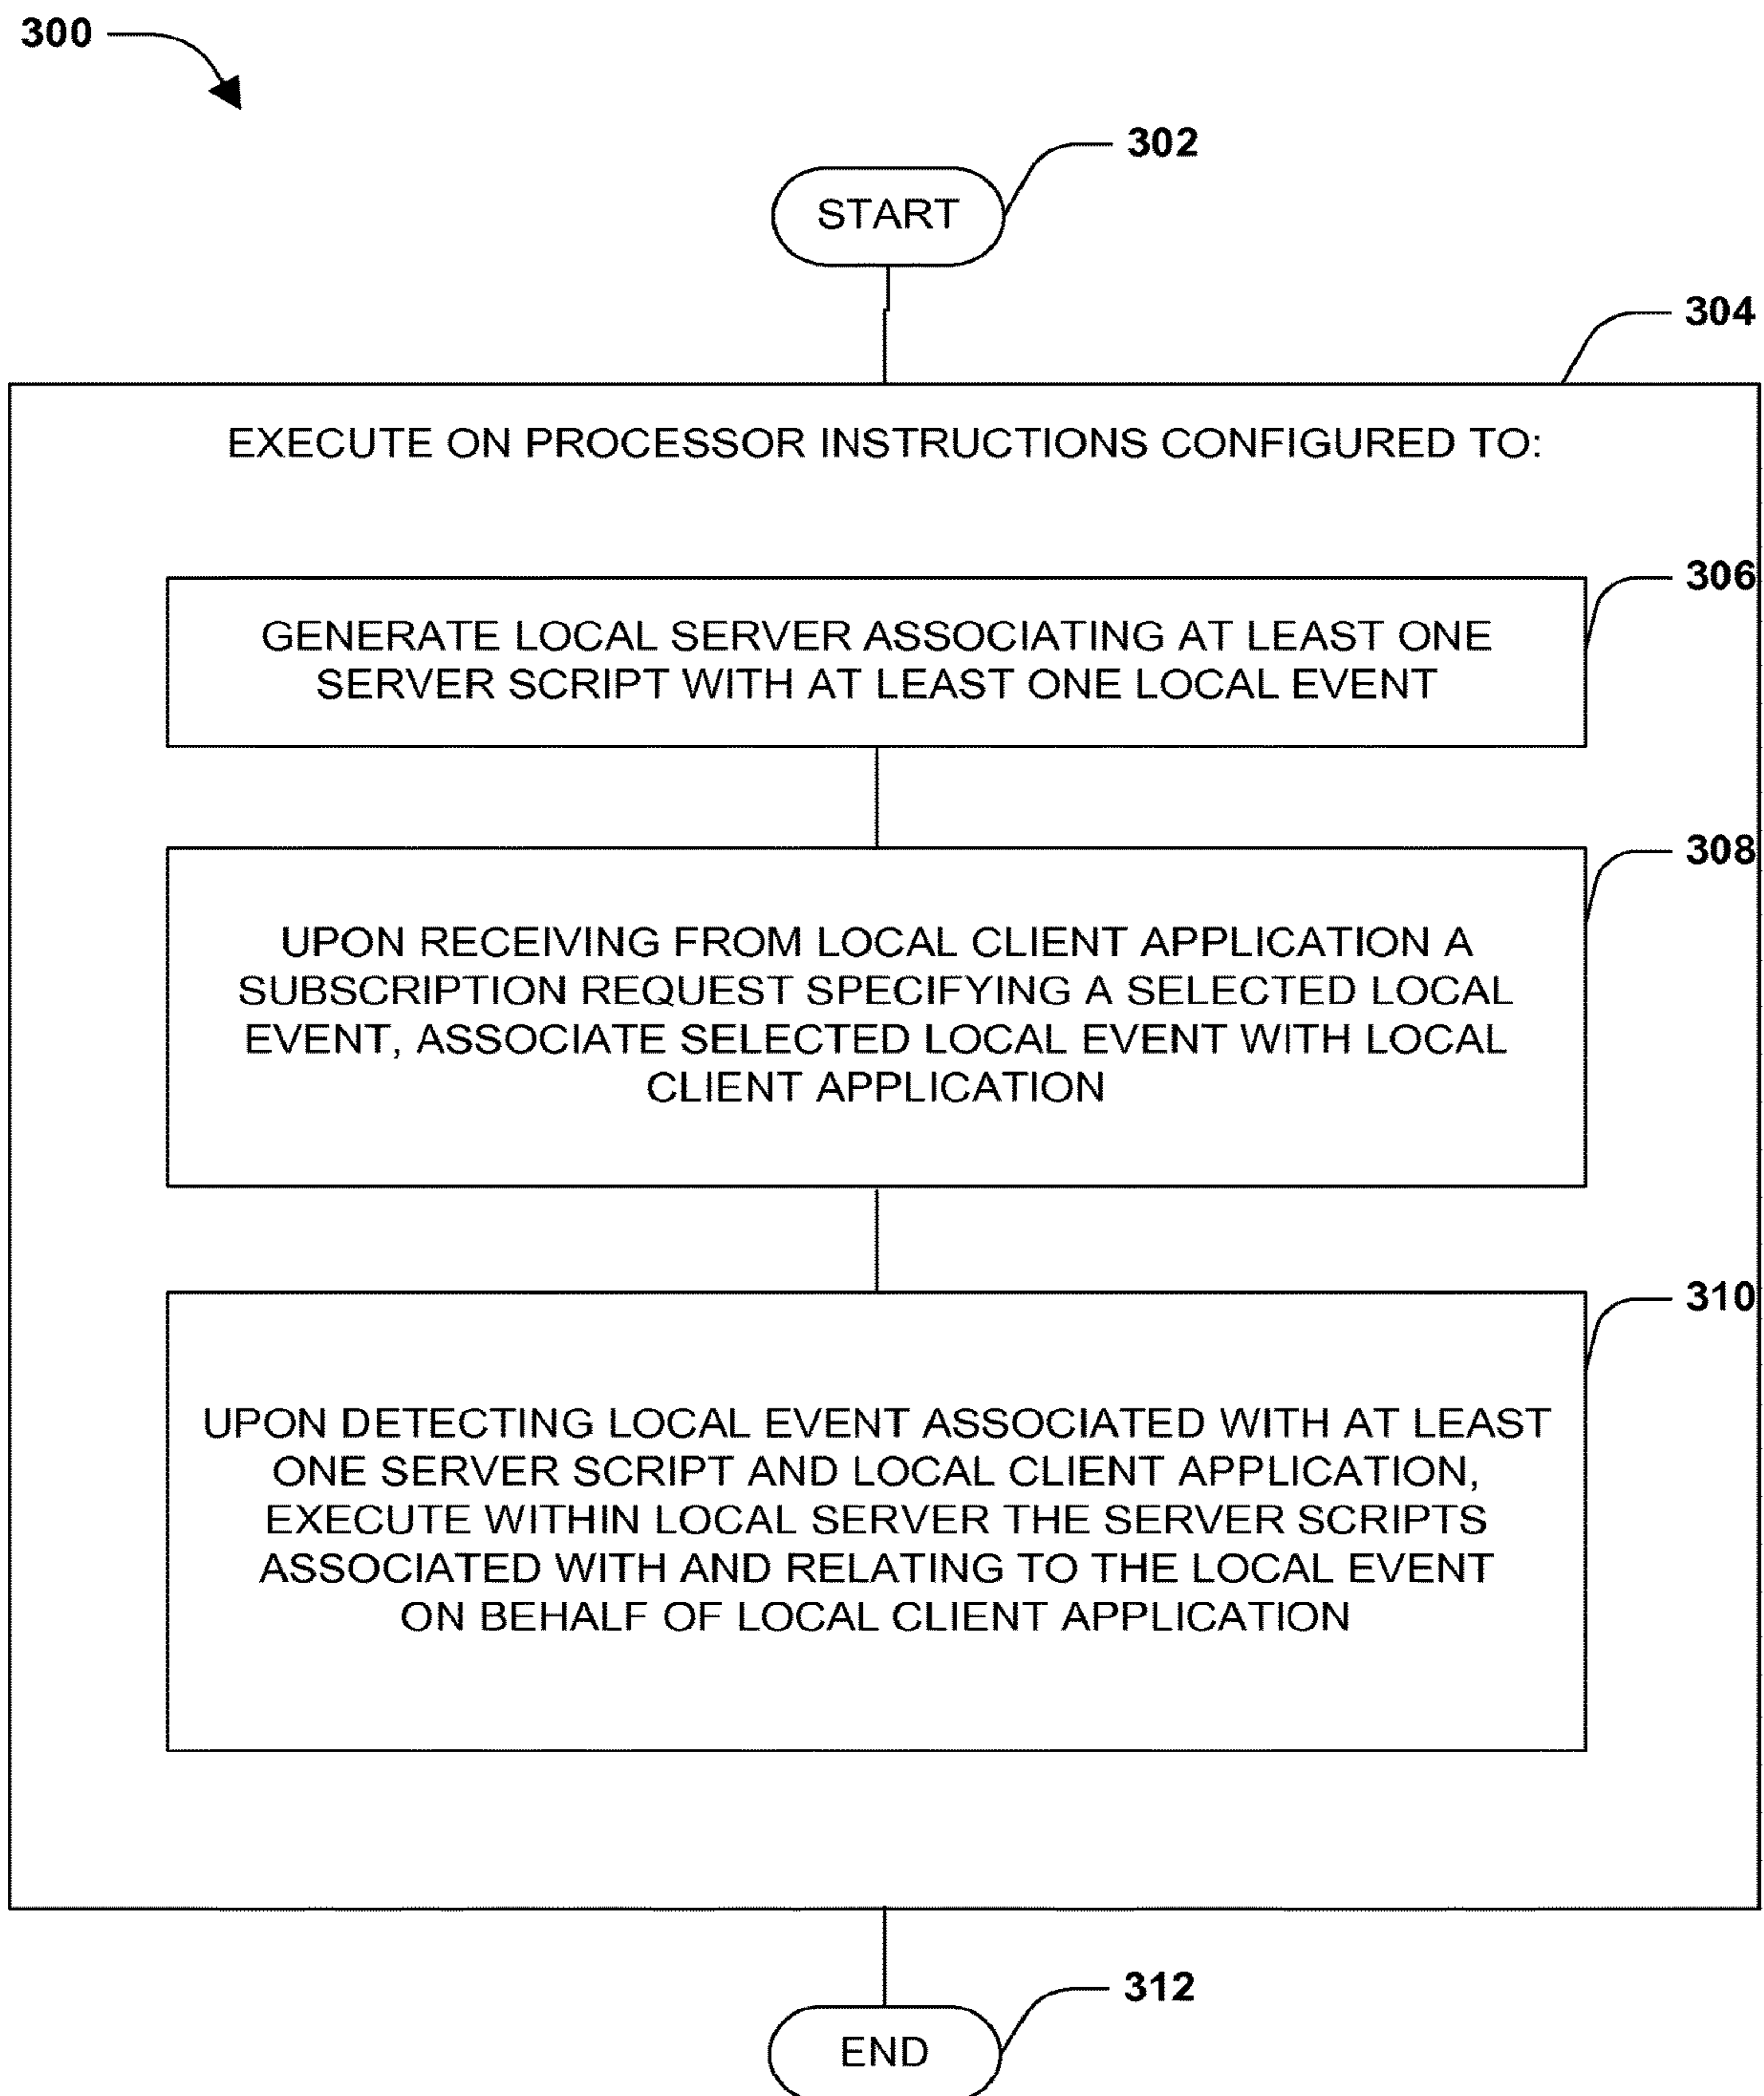 300
302
START
304
EXECUTE ON PROCESSOR INSTRUCTIONS CONFIGURED TO:
306
GENERATE LOCAL SERVER ASSOCIATING AT LEAST ONE
SERVER SCRIPT WITH AT LEAST ONE LOCAL EVENT
308
UPON RECEIVING FROM LOCAL CLIENT APPLICATION A
SUBSCRIPTION REQUEST SPECIFYING A SELECTED LOCAL
EVENT, ASSOCIATE SELECTED LOCAL EVENT WITH LOCAL
CLIENT APPLICATION
310
UPON DETECTING LOCAL EVENT ASSOCIATED WITH AT LEAST
ONE SERVER SCRIPT AND LOCAL CLIENT APPLICATION,
EXECUTE WITHIN LOCAL SERVER THE SERVER SCRIPTS
ASSOCIATED WITH AND RELATING TO THE LOCAL EVENT
ON BEHALF OF LOCAL CLIENT APPLICATION
312
END